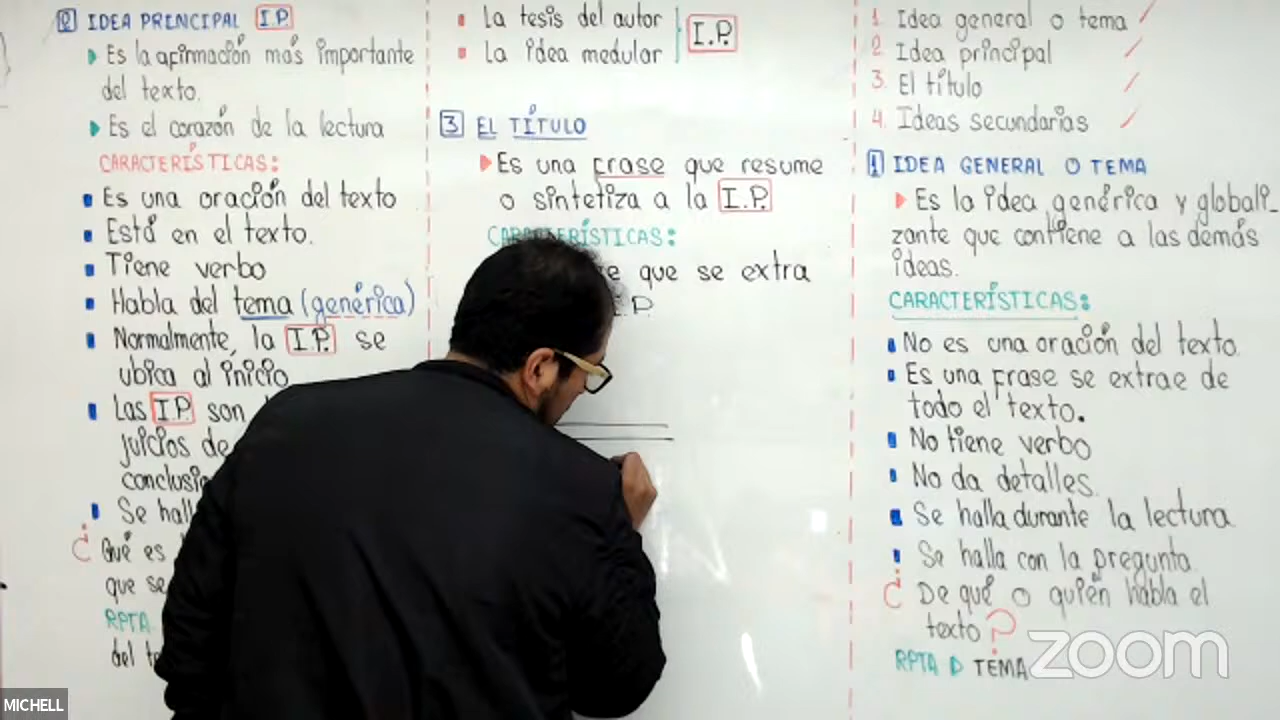 2 IDEA PRINCIPAL I.P.
Es la afirmación más importante
del texto.
Es el corazón de la lectura
CARACTERÍSTICAS:
Es una oración del texto
Está en el texto.
Tiene verbo
Habla del tema (genérica)
Normalmente, la I.P. se
ubica al inicio
Las I.P. son
juicios de
conclusio
Se hall
¿ Qué es
que se
RPTA
del te
La tesis del autor
La idea modular
I.P.
3 EL TÍTULO
Es una frase que resume
o sintetiza a la I.P.
CARACTERÍSTICAS:
que se extra
1. Idea general o tema
2. Idea principal
3. El título
4. Ideas secundarias
1 IDEA GENERAL O TEMA
Es la idea genérica y globali_
zante que contiene a las demás
ideas.
CARACTERÍSTICAS:
No es una oración del texto.
Es una frase se extrae de
todo el texto.
No tiene verbo
No da detalles.
Se halla durante la lectura
Se halla con la pregunta.
¿ De qué o quién habla el
texto?
RPTA TEMA
zoom
MICHELL